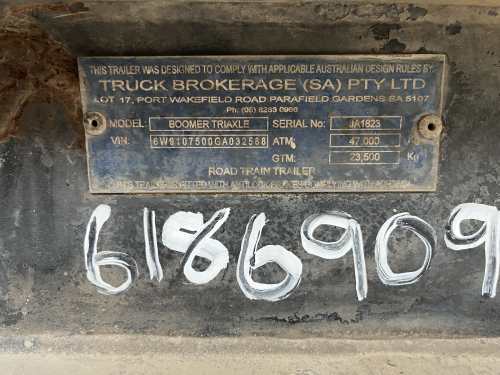 THIS TRAILER WAS DESIGNED TO COMPLY WITH APPLICABLE AUSTRALIAN DESIGN RULES BY:
TRUCK BROKERAGE (SA) PTY LTD
LOT 17, PORT WAKEFIELD ROAD PARAFIELD GARDENS SA 5107
MODEL: BOOMER TRIAXLE SERIAL No: JA1823
VIN: 6W9107500GA032588 ATM: 47,000 Kg
GTM: 23,500 Kg
ROAD TRAIN TRAILER
6186909